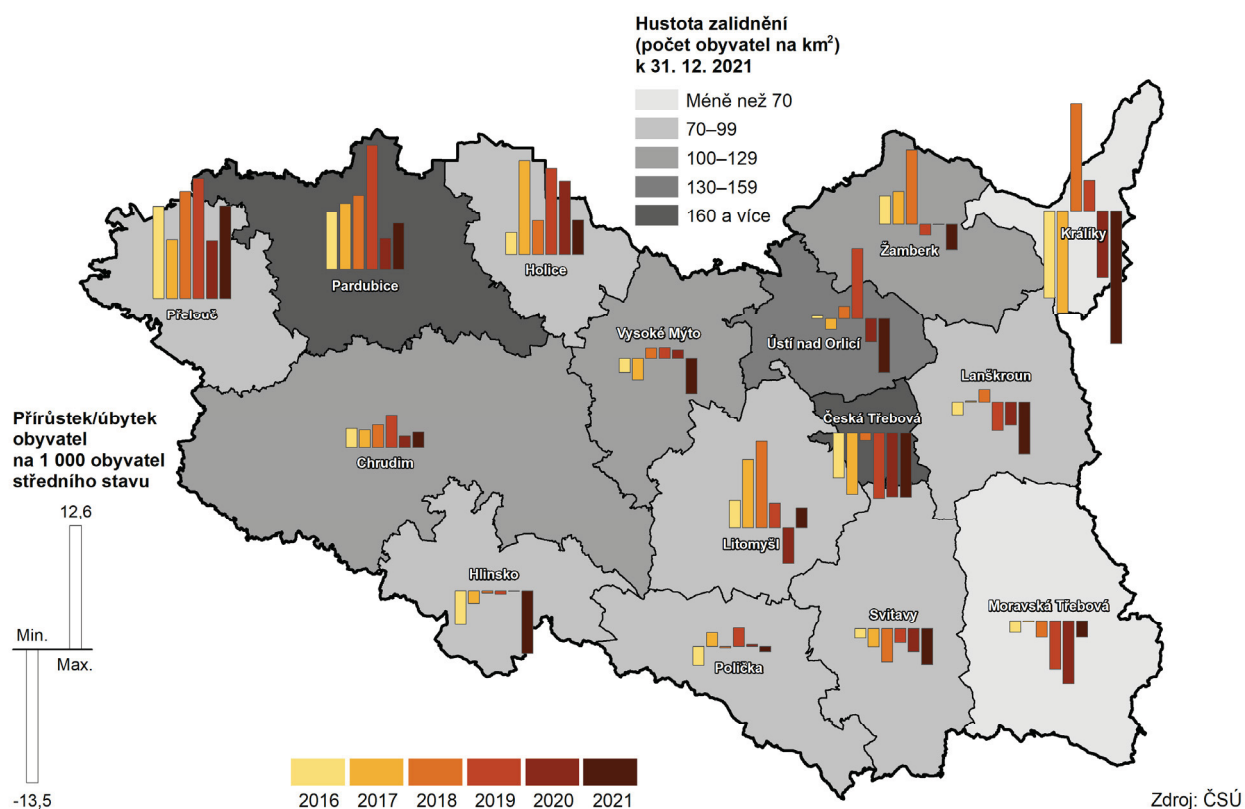 Hustota zalidnění
(počet obyvatel na km²)
k 31. 12. 2021
Méně než 70
70–99
100–129
130–159
160 a více
Králíky
Žamberk
Holice
Pardubice
Přelouč
Vysoké Mýto
Ústí nad Orlicí
Lanškroun
Česká Třebová
Přírůstek/úbytek
obyvatel
na 1 000 obyvatel
středního stavu
Chrudim
12,6
Litomyšl
Hlinsko
Moravská Třebová
Svitavy
Min.
Max.
Polička
-13,5
2016 2017 2018 2019 2020 2021
Zdroj: ČSÚ